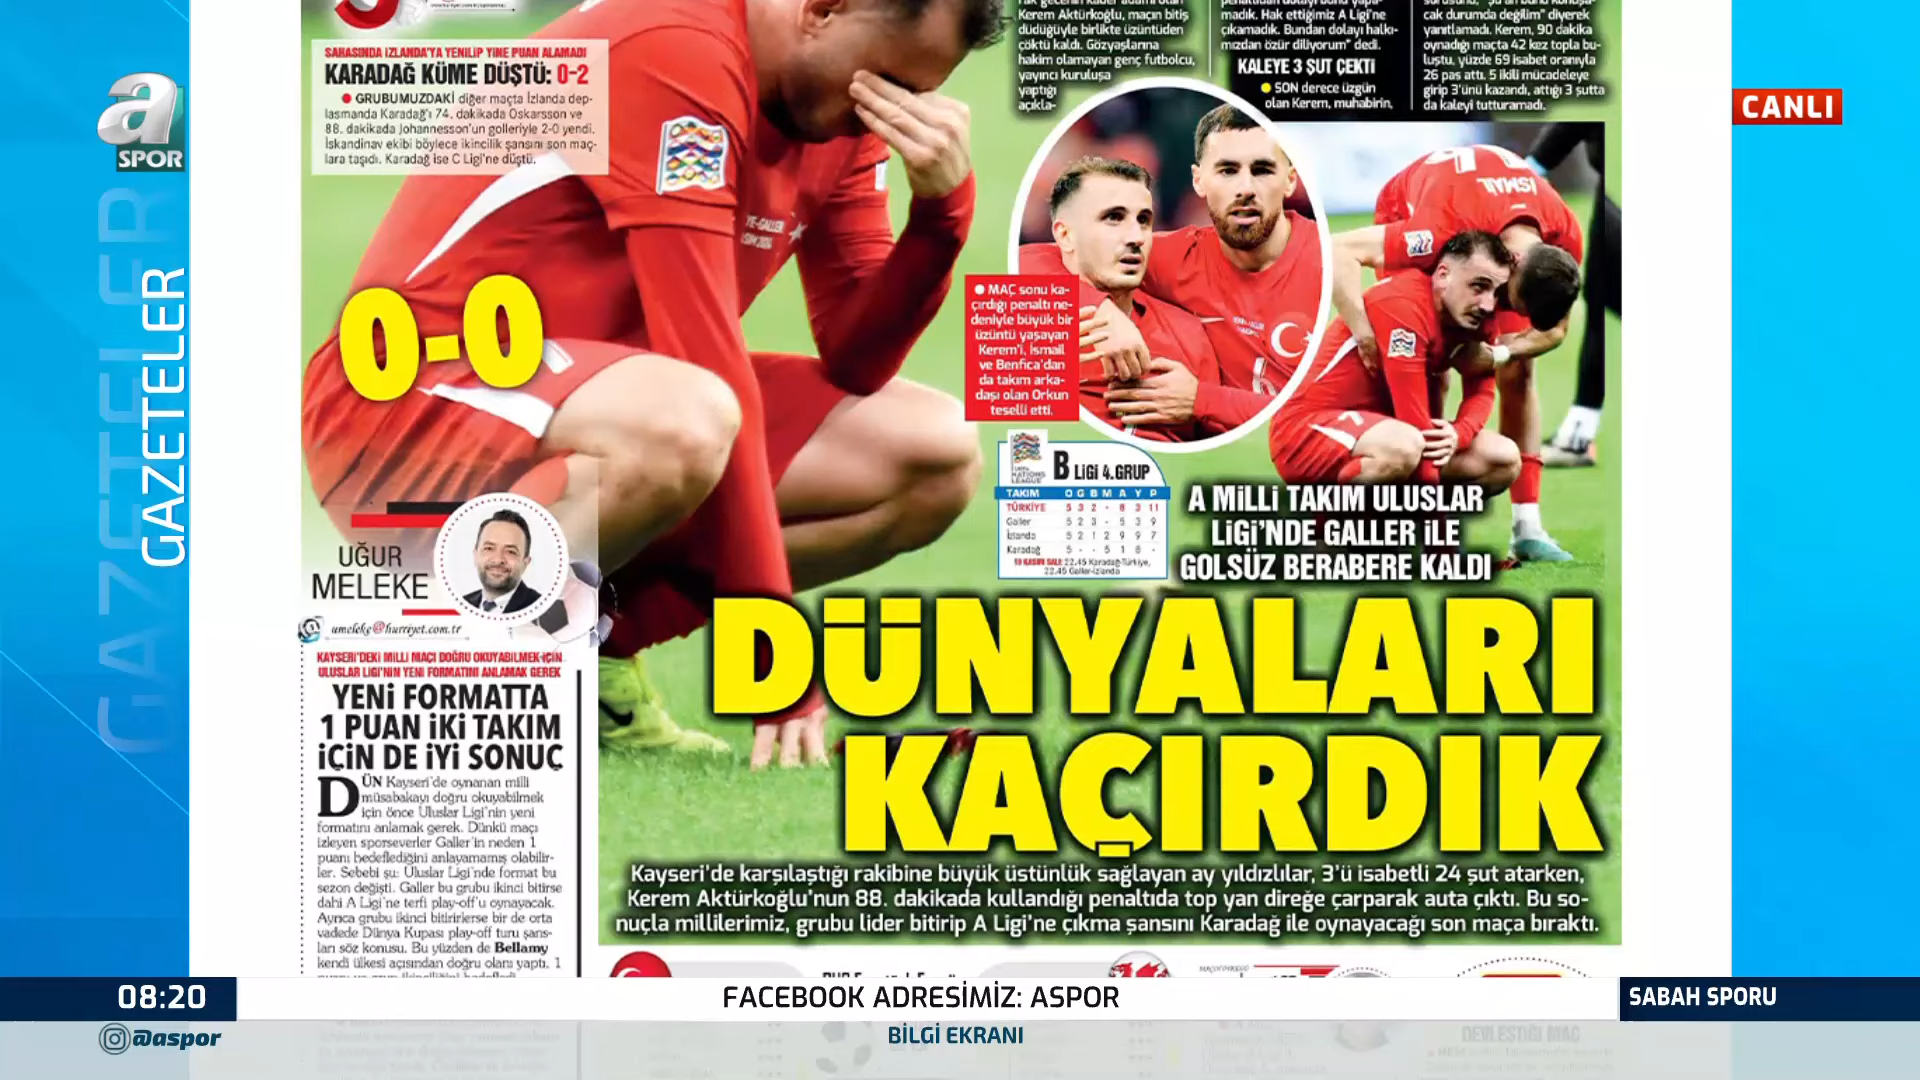 a
SPOR
GAZETELER
GAZETELER
CANLI
SAHASINDA İZLANDA'YA YENİLİP YİNE PUAN ALAMADI
KARADAĞ KÜME DÜŞTÜ: 0-2
GRUBUMUZDAKİ diğer maçta İzlanda dep-
lasmanda Karadağ'ı 74. dakikada Oskarsson ve
88. dakikada Johannesson'un golleriyle 2-0 yendi.
İskandinav ekibi böylece ikincilik şansını son maç-
lara taşıdı. Karadağ ise C Ligi'ne düştü.
Kerem Aktürkoğlu, maçın bitiş
düdüğüyle birlikte üzüntüden
çöktü kaldı. Gözyaşlarına
hakim olamayan genç futbolcu,
yayıncı kuruluşa
yaptığı
açıkla-
madık. Hak ettiğimiz A Ligi'ne
çıkamadık. Bundan dolayı halkı-
mızdan özür diliyorum" dedi.
KALEYE 3 ŞUT ÇEKTİ
SON derece üzgün
olan Kerem, muhabirin,
cak durumda değilim" diyerek
yanıtlamadı. Kerem, 90 dakika
oynadığı maçta 42 kez topla bu-
luştu, yüzde 69 isabet oranıyla
26 pas attı. 5 ikili mücadeleye
girip 3'ünü kazandı, attığı 3 şutta
da kaleyi tutturamadı.
İSMAİL
0-0
MAÇ sonu ka-
çırdığı penaltı ne-
deniyle büyük bir
üzüntü yaşayan
Kerem'i, İsmail
ve Benfica'dan
da takım arka-
daşı olan Orkun
teselli etti.
B LİGİ 4.GRUP
TAKIM O G B M A Y P
TÜRKİYE 5 3 2 - 8 3 11
Galler 5 2 3 - 5 3 9
İzlanda 5 2 1 2 9 9 7
Karadağ 5 - - 5 1 8 -
19 KASIM SALI: 22.45 Karadağ-Türkiye,
22.45 Galler-İzlanda
A MİLLİ TAKIM ULUSLAR
LİGİ'NDE GALLER İLE
GOLSÜZ BERABERE KALDI
DÜNYALARI
KAÇIRDIK
Kayseri'de karşılaştığı rakibine büyük üstünlük sağlayan ay yıldızlılar, 3'ü isabetli 24 şut atarken,
Kerem Aktürkoğlu'nun 88. dakikada kullandığı penaltıda top yan direğe çarparak auta çıktı. Bu so-
nuçla millilerimiz, grubu lider bitirip A Ligi'ne çıkma şansını Karadağ ile oynayacağı son maça bıraktı.
UĞUR
MELEKE
umeleke@hurriyet.com.tr
KAYSERİ'DEKİ MİLLİ MAÇI DOĞRU OKUYABİLMEK İÇİN
ULUSLAR LİGİ'NİN YENİ FORMATINI ANLAMAK GEREK
YENİ FORMATTA
1 PUAN İKİ TAKIM
İÇİN DE İYİ SONUÇ
DÜN Kayseri'de oynanan milli
müsabakayı doğru okuyabilmek
için önce Uluslar Ligi'nin yeni
formatını anlamak gerek. Dünkü maçı
izleyen sporseverler Galler'in neden 1
puanı hedeflediğini anlayamamış olabilir-
ler. Sebebi şu: Uluslar Ligi'nde format bu
sezon değişti. Galler bu grubu ikinci bitirse
dahi A Ligi'ne terfi play-off'u oynayacak.
Ayrıca grubu ikinci bitirirlerse bir de orta
vadede Dünya Kupası play-off turu şans-
ları söz konusu. Bu yüzden de Bellamy
kendi ülkesi açısından doğru olanı yaptı, 1
08:20
FACEBOOK ADRESİMİZ: ASPOR
SABAH SPORU
@aspor
BİLGİ EKRANI